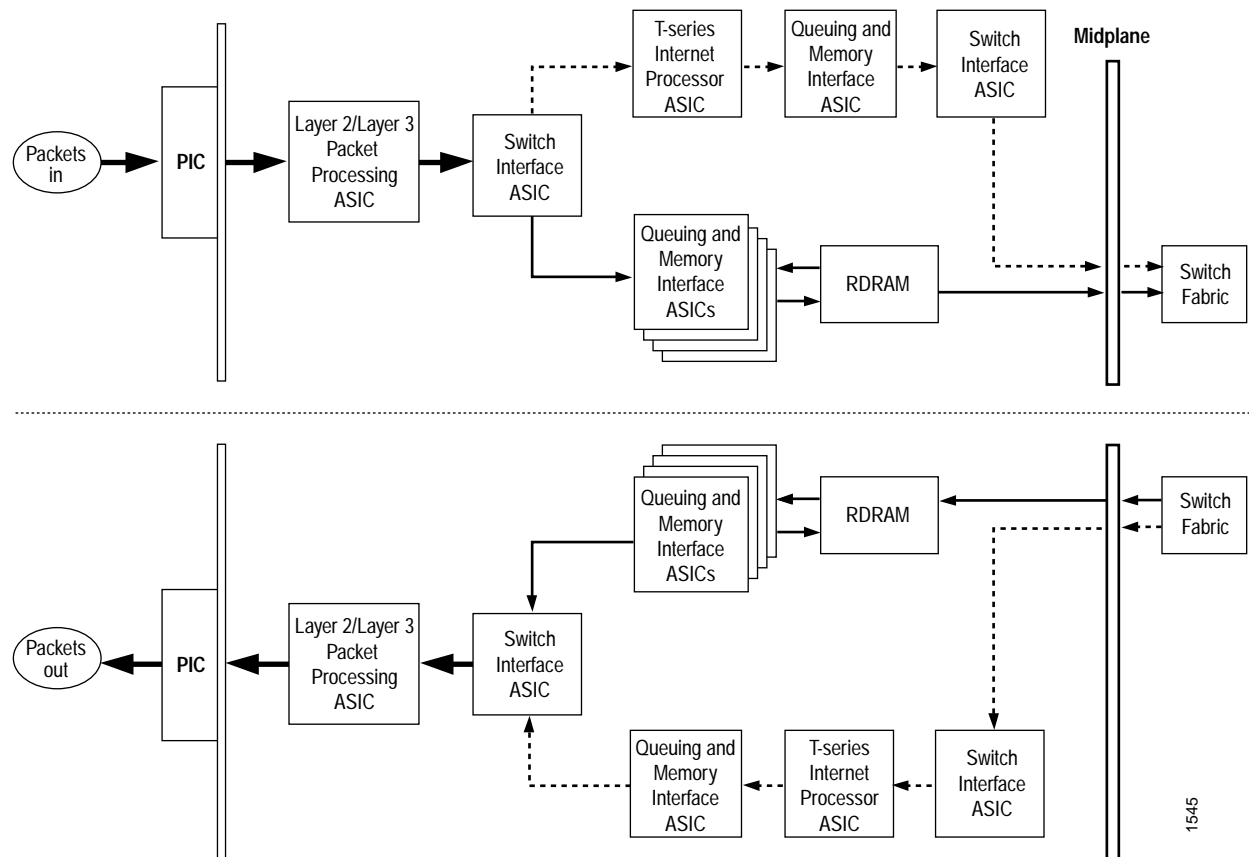 T-series
Internet
Processor
ASIC
Queuing and
Memory
Interface
ASIC
Switch
Interface
ASIC
Midplane
Packets
in
PIC
Layer 2/Layer 3
Packet
Processing
ASIC
Switch
Interface
ASIC
Queuing and
Memory
Interface
ASICs
RDRAM
Switch
Fabric
Queuing and
Memory
Interface
ASICs
RDRAM
Switch
Fabric
Packets
out
PIC
Layer 2/Layer 3
Packet
Processing
ASIC
Switch
Interface
ASIC
Queuing and
Memory
Interface
ASIC
T-series
Internet
Processor
ASIC
Switch
Interface
ASIC
1545